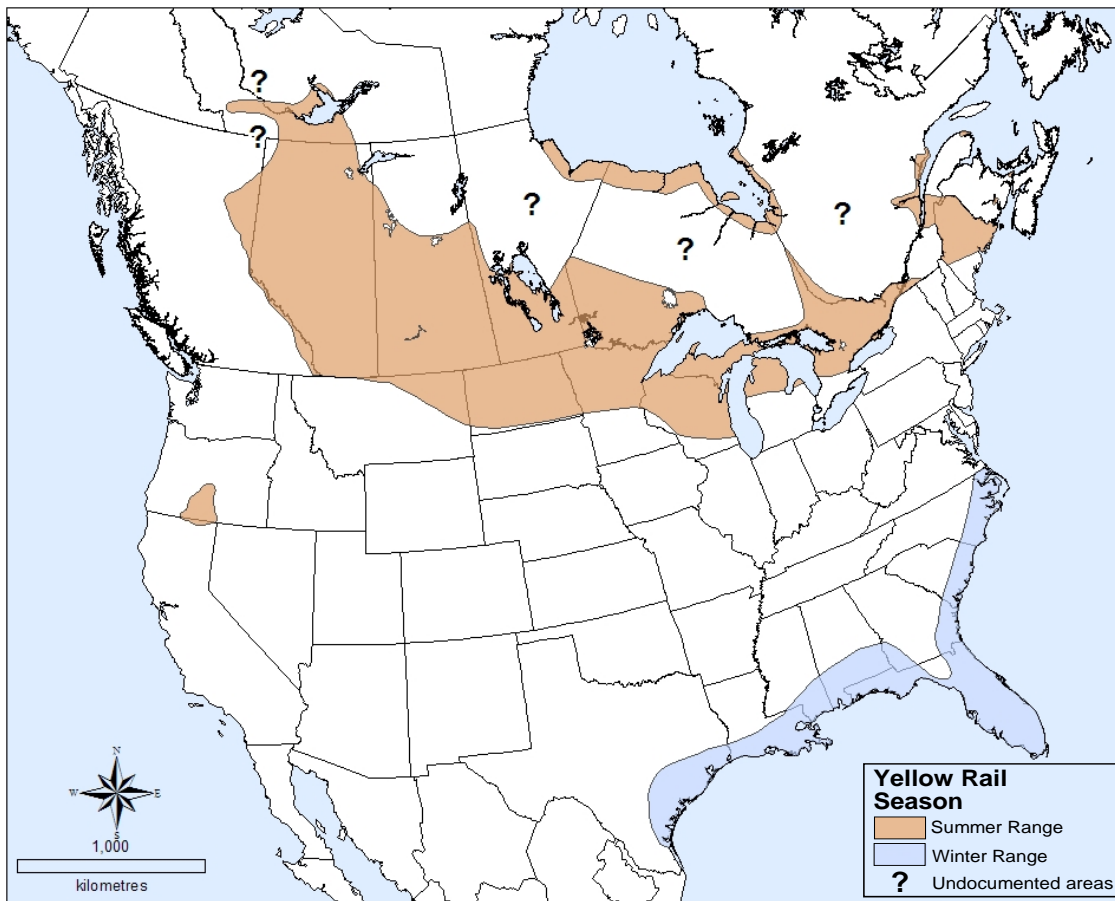 ?
?
?
?
?
N
W E
S
1,000
kilometres
Yellow Rail
Season
Summer Range
Winter Range
? Undocumented areas